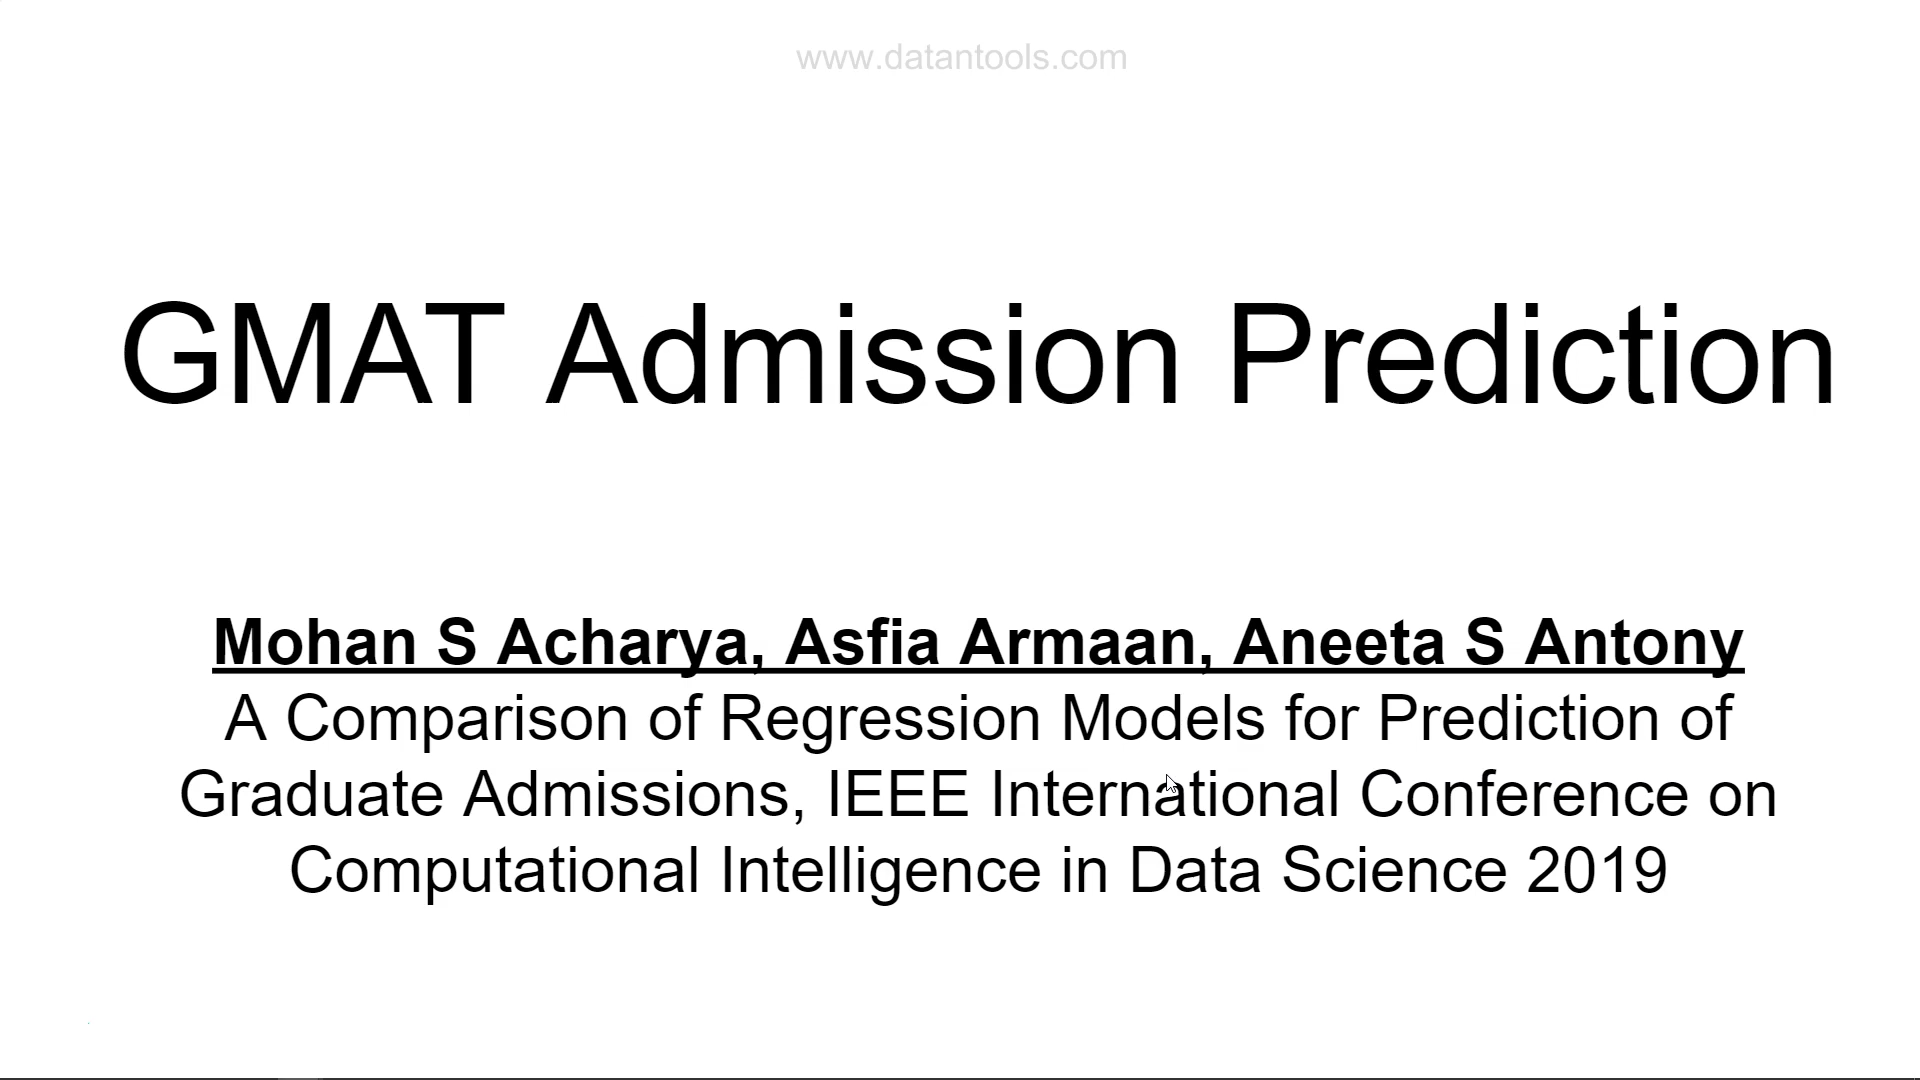 www.datantools.com
GMAT Admission Prediction
Mohan S Acharya, Asfia Armaan, Aneeta S Antony
A Comparison of Regression Models for Prediction of
Graduate Admissions, IEEE International Conference on
Computational Intelligence in Data Science 2019